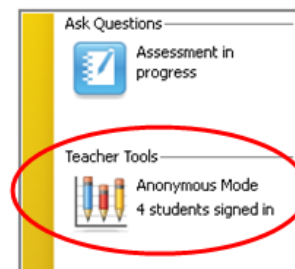 Ask Questions
Assessment in
progress
Teacher Tools
Anonymous Mode
4 students signed in